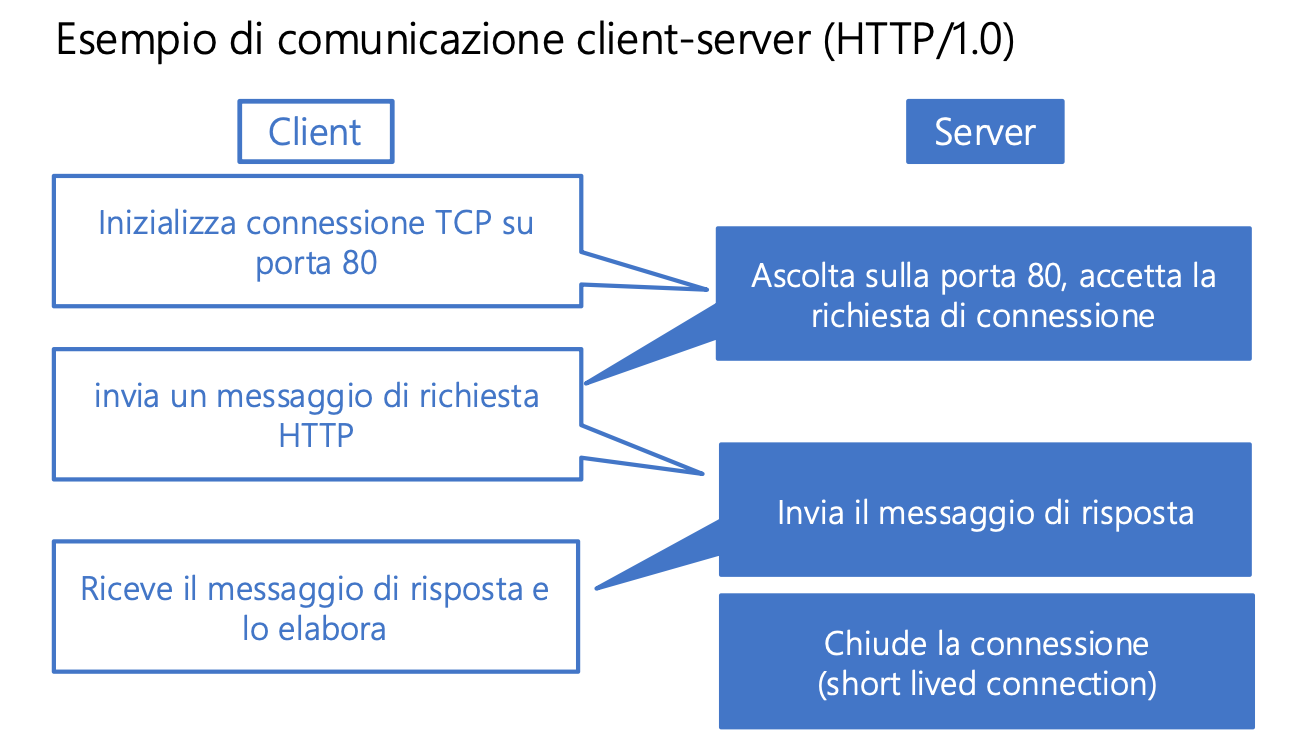 Esempio di comunicazione client-server (HTTP/1.0)
Client
Server
Inizializza connessione TCP su
porta 80
Ascolta sulla porta 80, accetta la
richiesta di connessione
invia un messaggio di richiesta
HTTP
Invia il messaggio di risposta
Riceve il messaggio di risposta e
lo elabora
Chiude la connessione
(short lived connection)